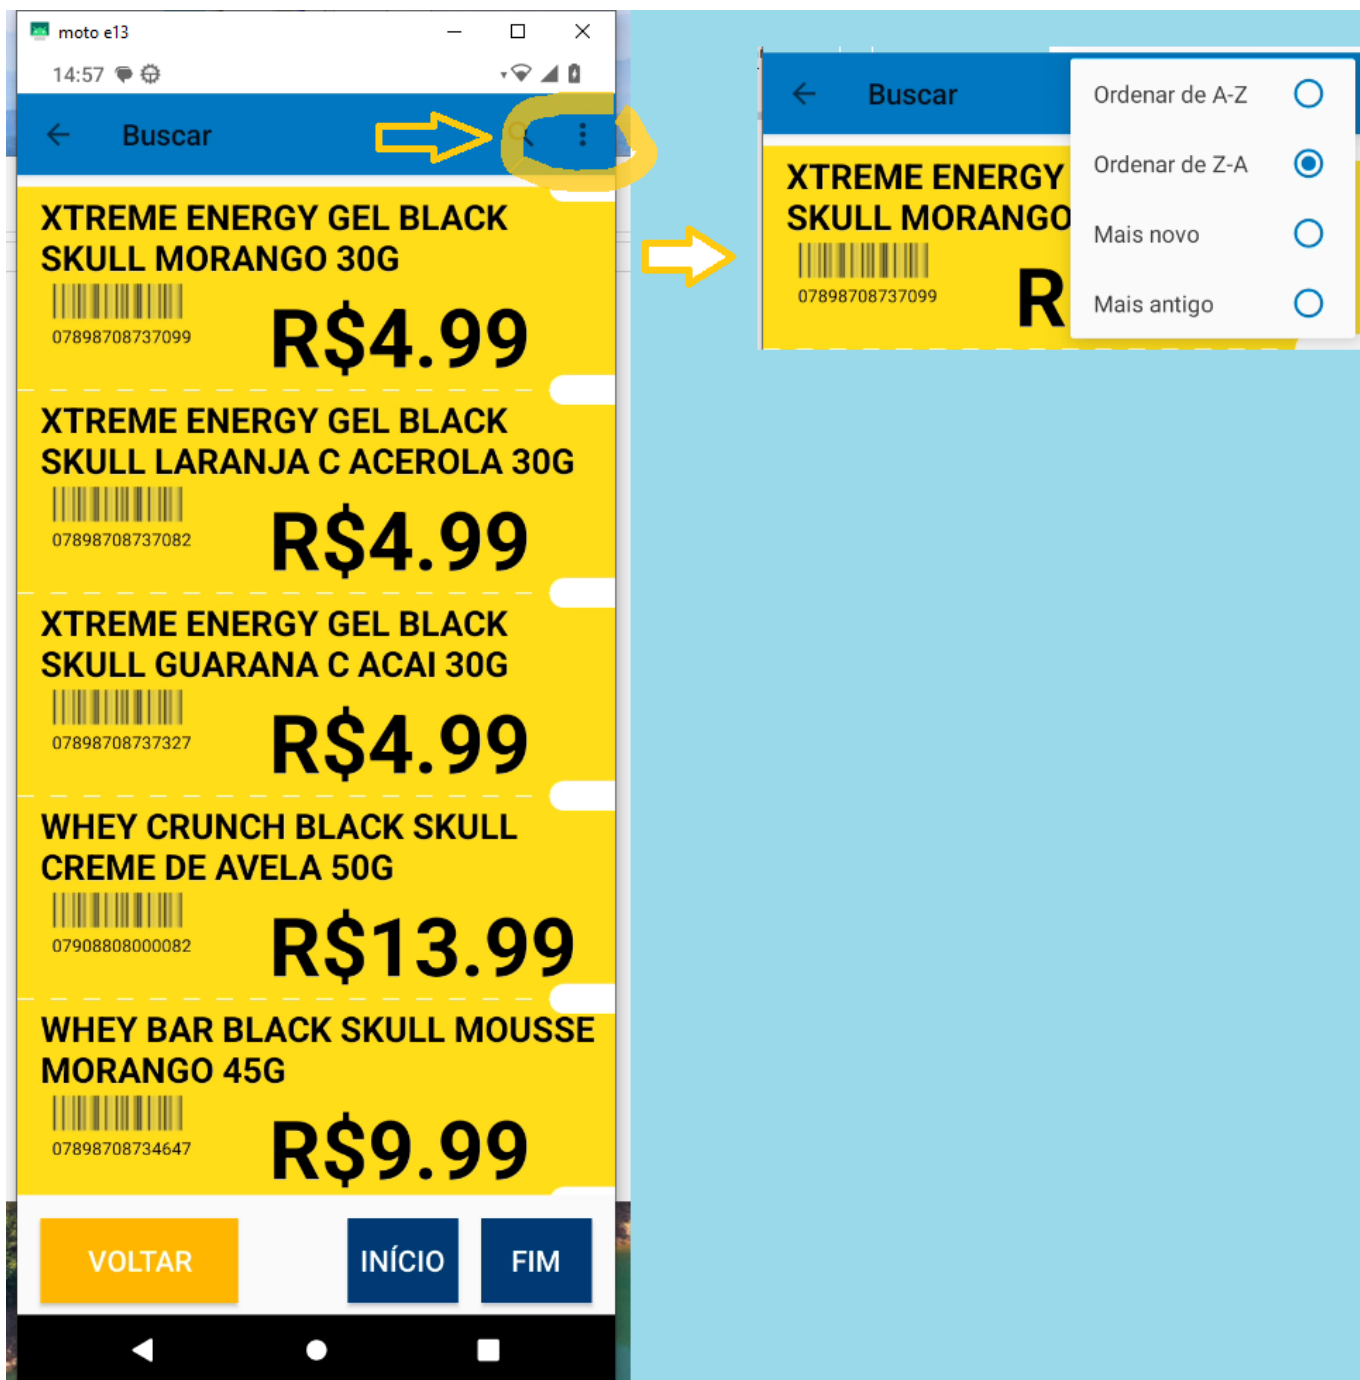 moto e13
14:57
Buscar
XTREME ENERGY GEL BLACK
SKULL MORANGO 30G
07898708737099
R$4.99
XTREME ENERGY GEL BLACK
SKULL LARANJA C ACEROLA 30G
07898708737082
R$4.99
XTREME ENERGY GEL BLACK
SKULL GUARANA C ACAI 30G
07898708737327
R$4.99
WHEY CRUNCH BLACK SKULL
CREME DE AVELA 50G
07908808000082
R$13.99
WHEY BAR BLACK SKULL MOUSSE
MORANGO 45G
07898708734647
R$9.99
VOLTAR
INÍCIO
FIM
Buscar
XTREME ENERGY
SKULL MORANGO
07898708737099
R
Ordenar de A-Z
Ordenar de Z-A
Mais novo
Mais antigo